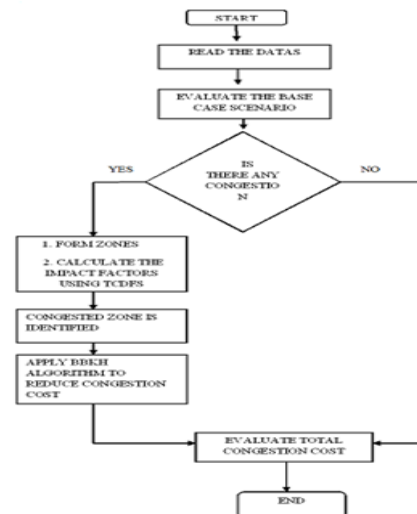 START
READ THE DATAS
EVALUATE THE BASE
CASE SCENARIO
IS
THERE ANY
CONGESTIO
N
YES
NO
1. FORM ZONES
2. CALCULATE THE
IMPACT FACTORS
USING TCDFS
CONGESTED ZONE IS
IDENTIFIED
APPLY BBKH
ALGORITHM TO
REDUCE CONGESTION
COST
EVALUATE TOTAL
CONGESTION COST
END